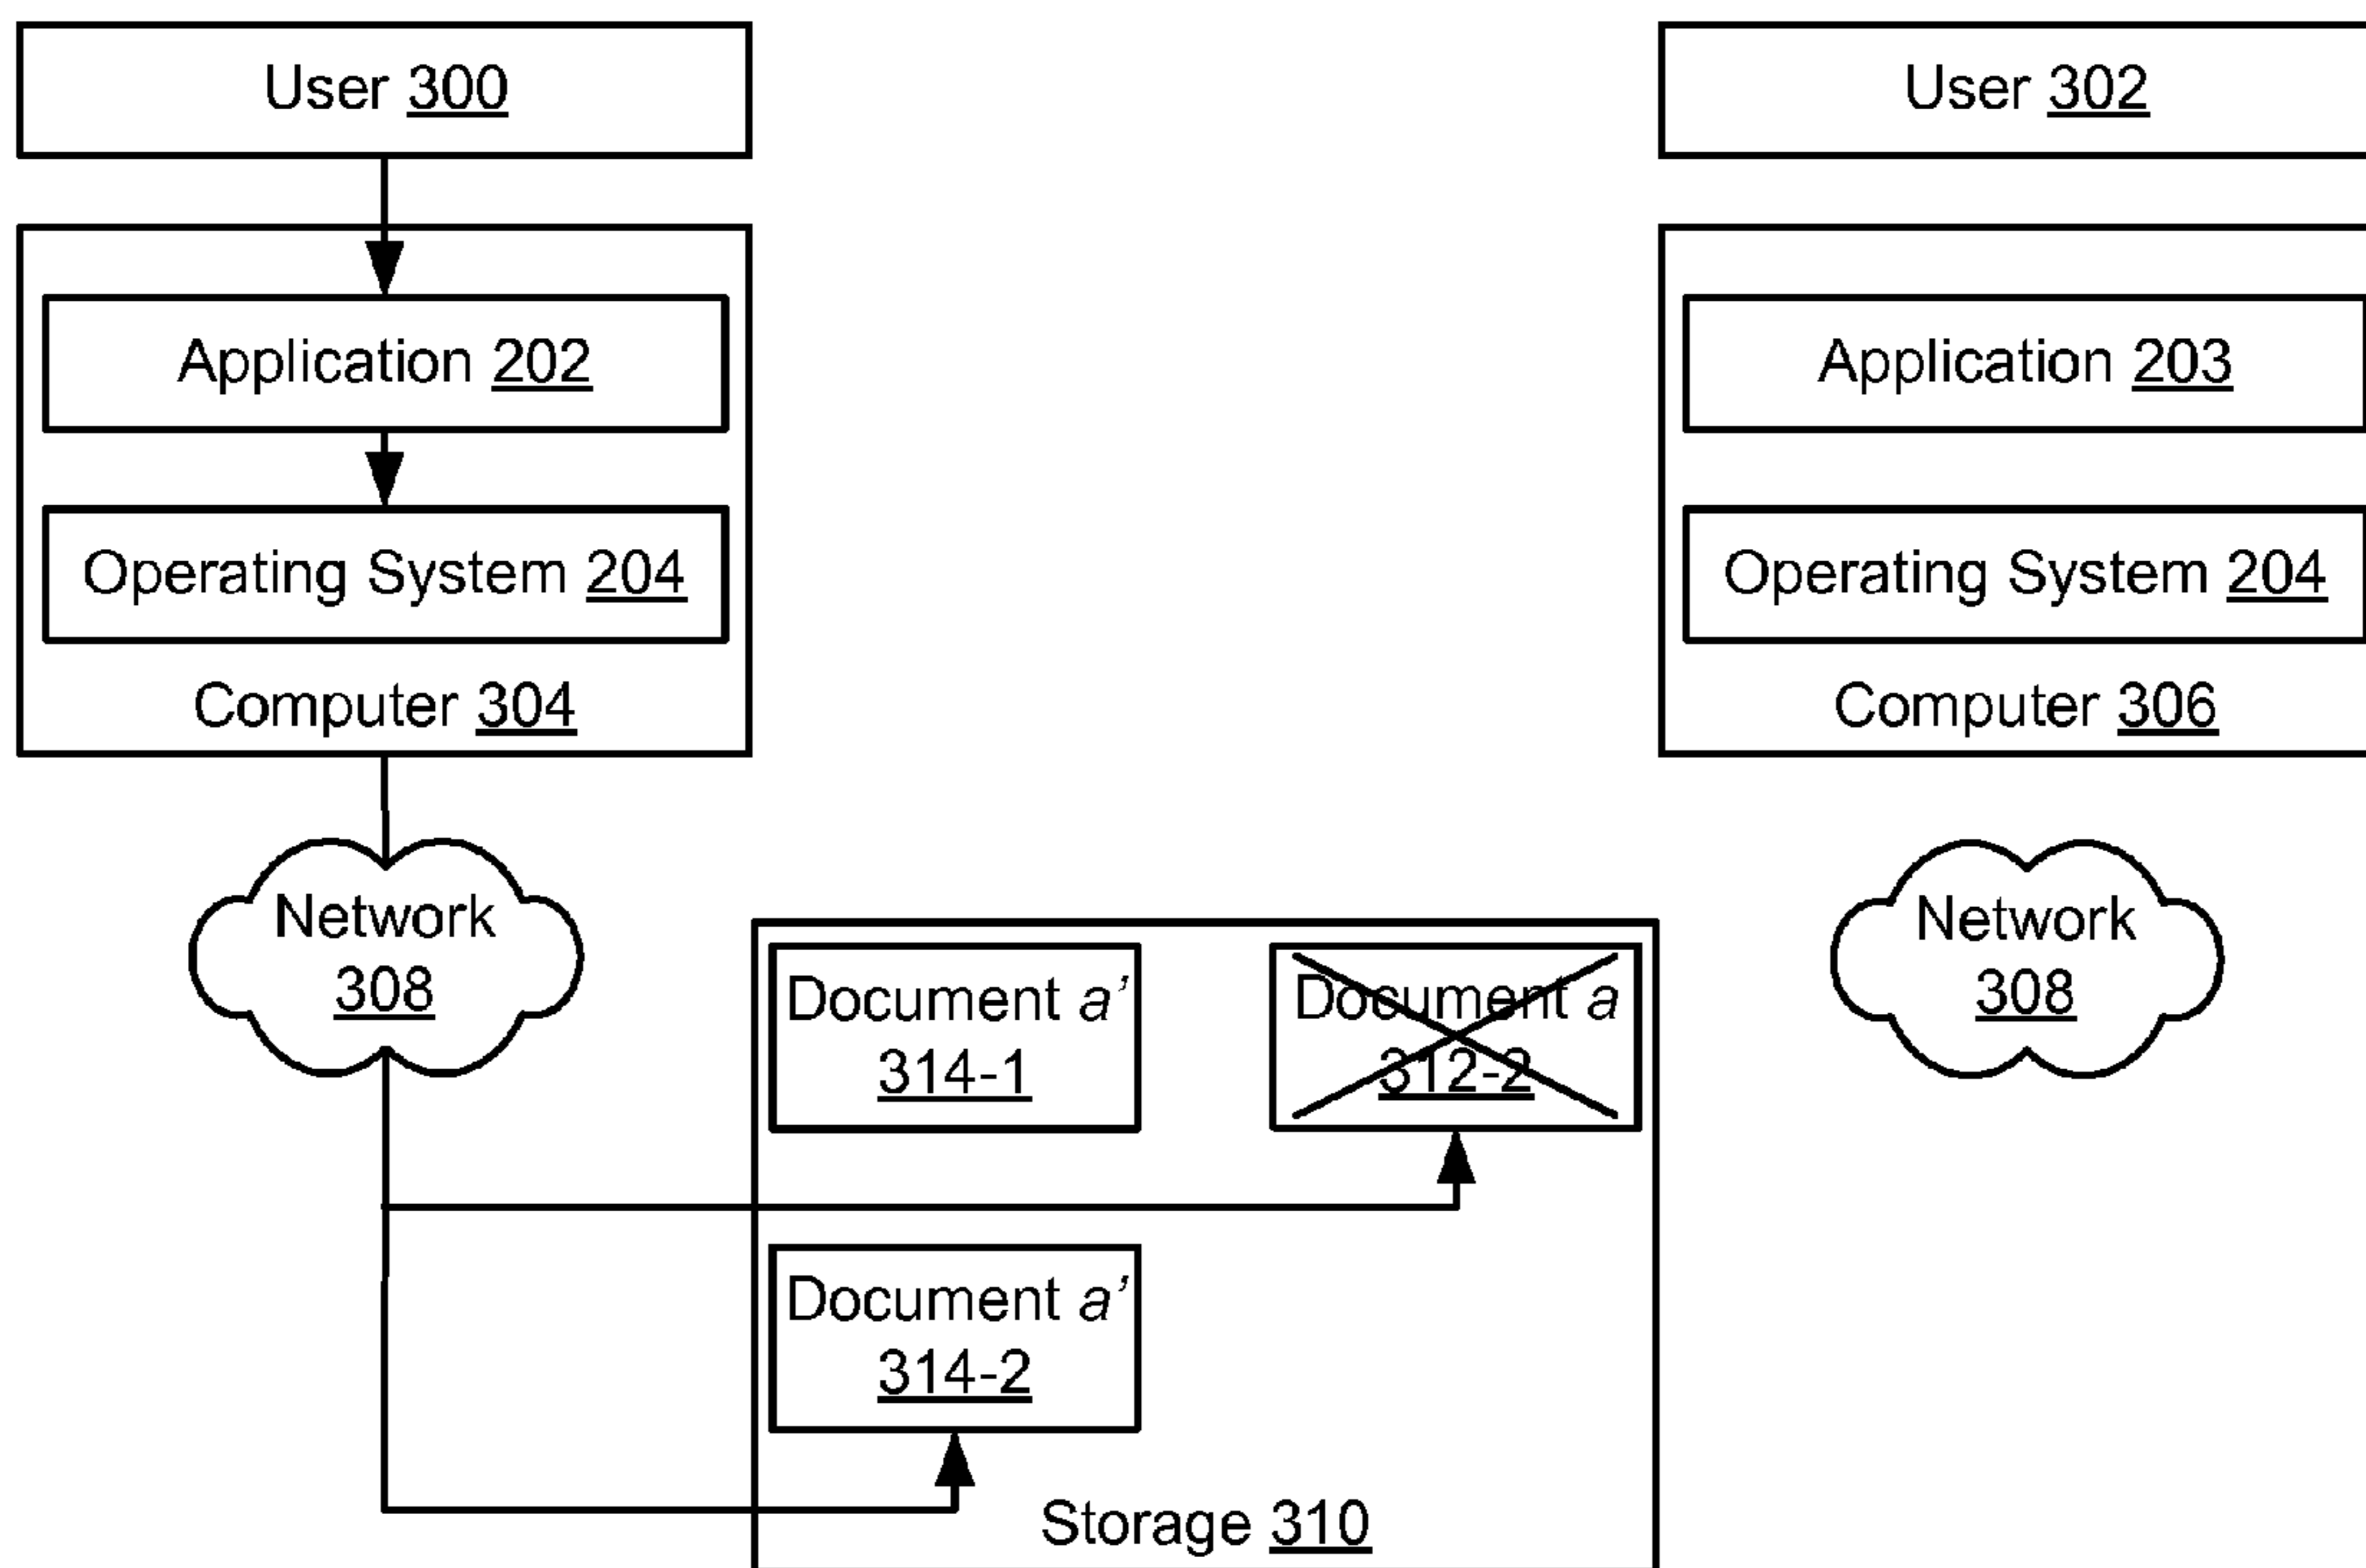 User 300
User 302
Application 202
Application 203
Operating System 204
Operating System 204
Computer 304
Computer 306
Network
308
Document a'
314-1
Document a
312-2
Network
308
Document a'
314-2
Storage 310